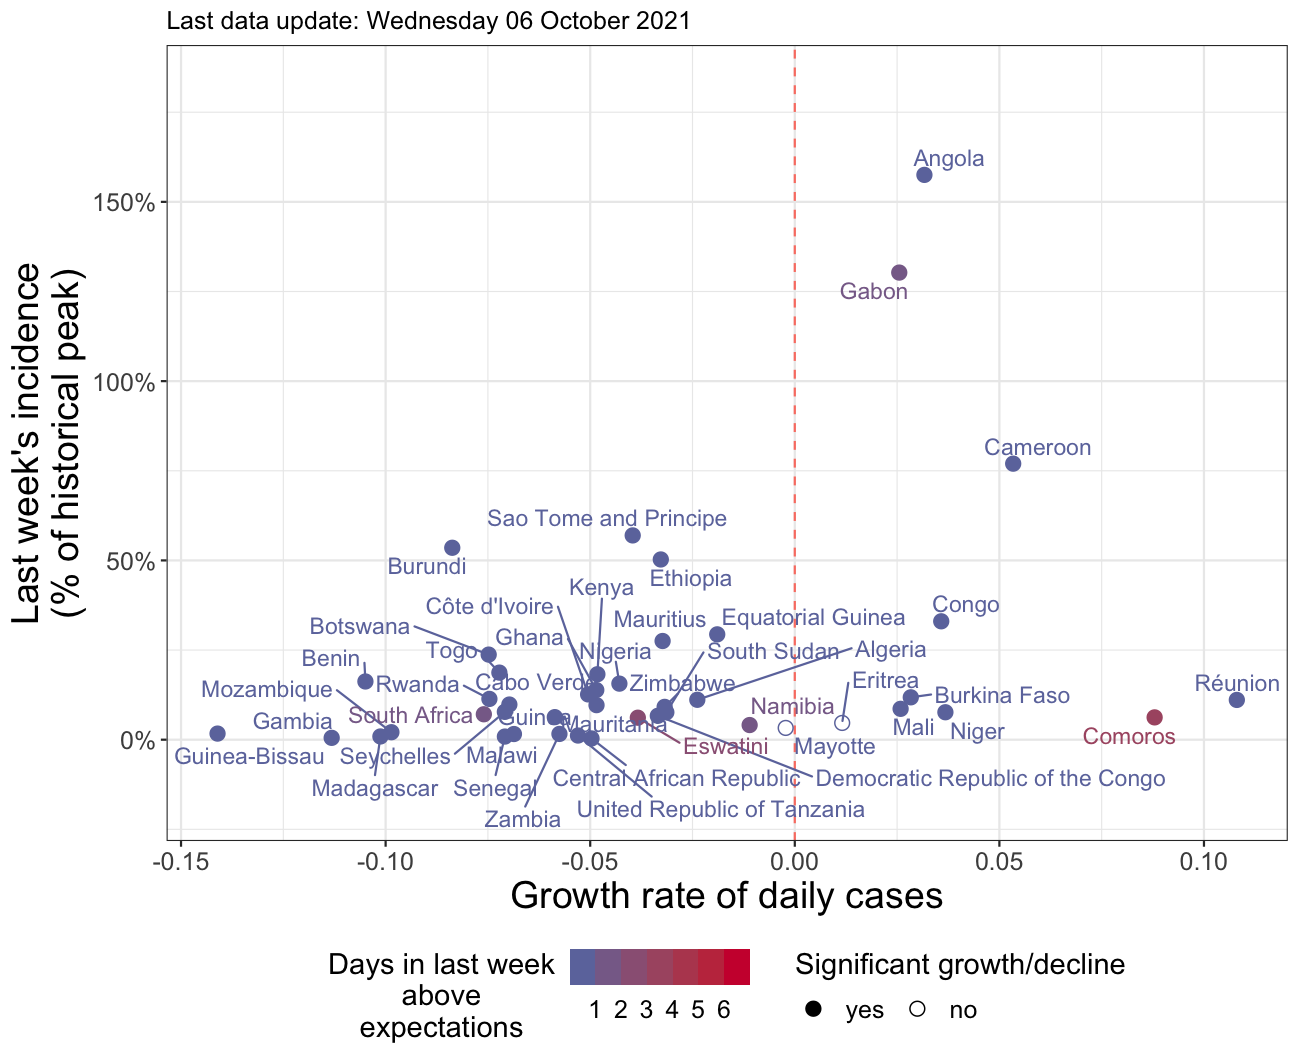 Last data update: Wednesday 06 October 2021
Last week's incidence
(% of historical peak)
150%
100%
50%
0%
Angola
Gabon
Cameroon
Sao Tome and Principe
Burundi
Ethiopia
Kenya
Côte d'Ivoire
Congo
Mauritius
Equatorial Guinea
Botswana
Ghana
Togo
Nigeria
South Sudan
Algeria
Benin
Mozambique
Rwanda
Cabo Verde
Zimbabwe
Eritrea
Burkina Faso
Réunion
South Africa
Gambia
Guinea
Mauritania
Namibia
Mali
Niger
Comoros
Guinea-Bissau
Seychelles
Malawi
Eswatini
Mayotte
Madagascar
Senegal
Central African Republic
Democratic Republic of the Congo
Zambia
United Republic of Tanzania
-0.15
-0.10
-0.05
0.00
0.05
0.10
Growth rate of daily cases
Days in last week
above
expectations
1 2 3 4 5 6
Significant growth/decline
yes
no